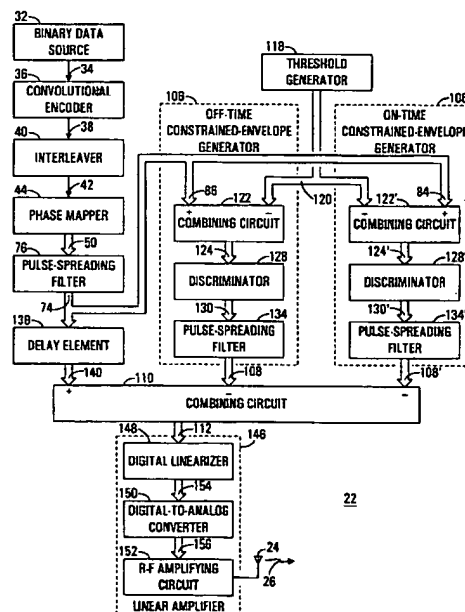 32
BINARY DATA
SOURCE
34
36
CONVOLUTIONAL
ENCODER
38
40
INTERLEAVER
42
44
PHASE MAPPER
50
76
PULSE-SPREADING
FILTER
74
138
DELAY ELEMENT
140
118
THRESHOLD
GENERATOR
106
OFF-TIME
CONSTRAINED-ENVELOPE
GENERATOR
86
122
120
+
−
COMBINING CIRCUIT
124
128
DISCRIMINATOR
130
134
PULSE-SPREADING
FILTER
108
ON-TIME
CONSTRAINED-ENVELOPE
GENERATOR
122'
84
−
+
COMBINING CIRCUIT
124'
128'
DISCRIMINATOR
130'
134'
PULSE-SPREADING
FILTER
108'
110
+
−
−
COMBINING CIRCUIT
112
148
146
DIGITAL LINEARIZER
154
150
DIGITAL-TO-ANALOG
CONVERTER
156
152
R-F AMPLIFYING
CIRCUIT
LINEAR AMPLIFIER
22
24
26